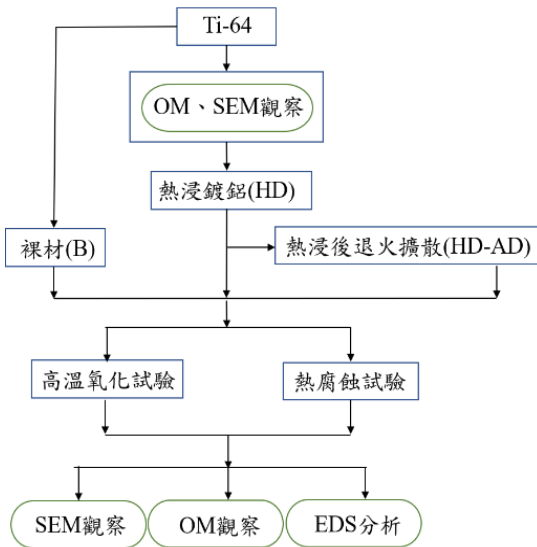 Ti-64
OM、SEM觀察
熱浸鍍鋁(HD)
裸材(B)
熱浸後退火擴散(HD-AD)
高溫氧化試驗
熱腐蝕試驗
SEM觀察
OM觀察
EDS分析